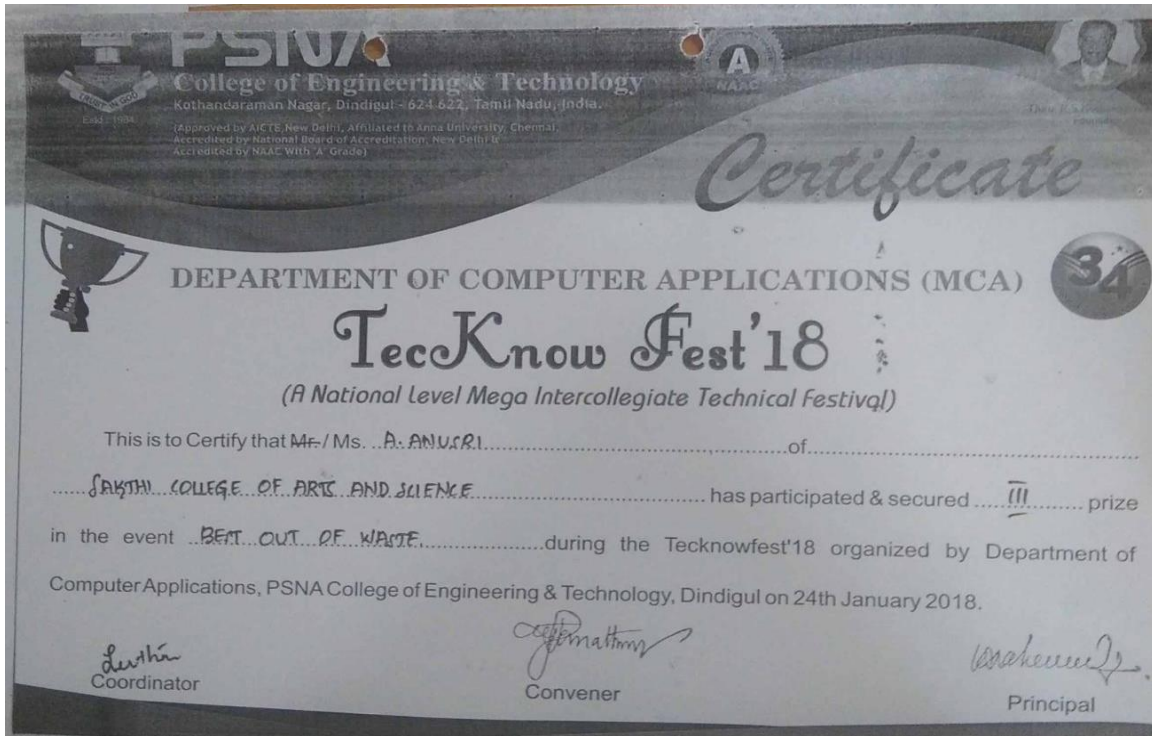 PSNA
College of Engineering & Technology
Kothandaraman Nagar, Dindigul - 624 622, Tamil Nadu, India.
(Approved by AICTE New Delhi, Affiliated to Anna University, Chennai,
Accredited by National Board of Accreditation, New Delhi &
Accredited by NAAC With 'A' Grade)
TRUST IN GOD
Estd : 1984
A
NAAC
Certificate
34
DEPARTMENT OF COMPUTER APPLICATIONS (MCA)
TecKnow Fest'18
(A National Level Mega Intercollegiate Technical Festival)
This is to Certify that Mr / Ms. A. ANUSRI of
SAKTHI COLLEGE OF ARTS AND SCIENCE has participated & secured III prize
in the event BEST OUT OF WASTE. during the Tecknowfest'18 organized by Department of
Computer Applications, PSNA College of Engineering & Technology, Dindigul on 24th January 2018.
Coordinator
Convener
Principal